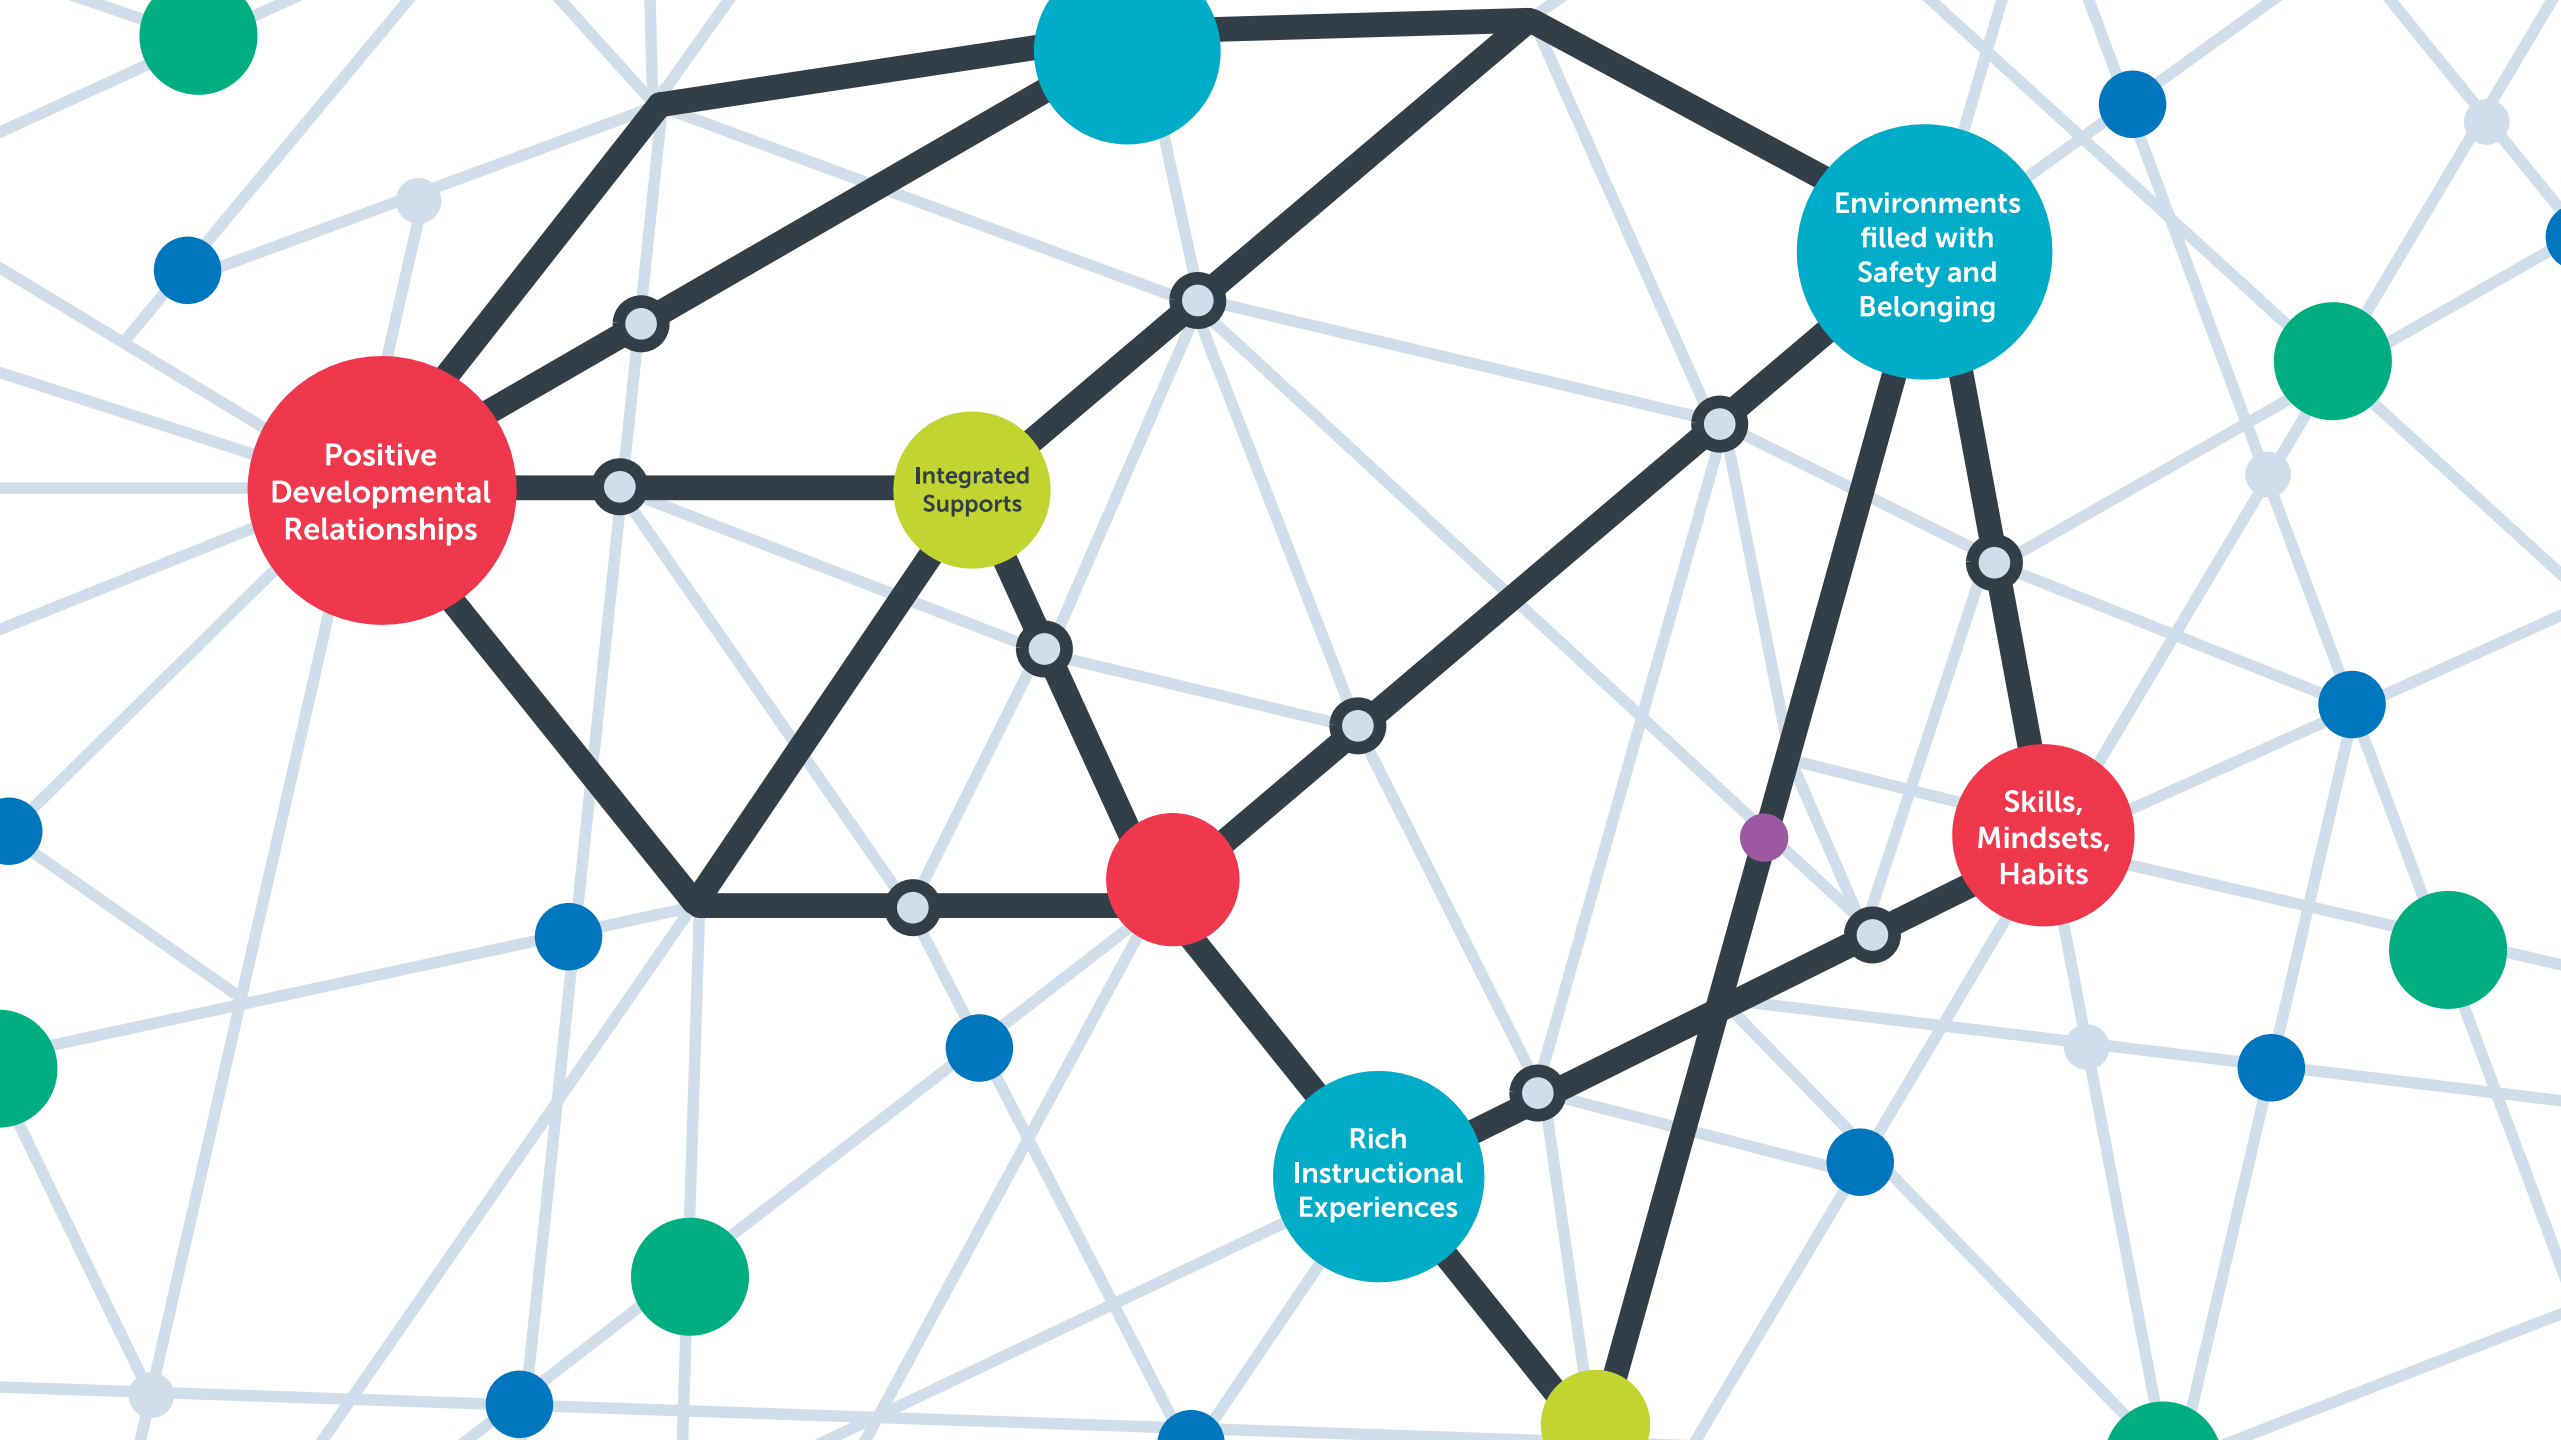 Environments
filled with
Safety and
Belonging
Positive
Developmental
Relationships
Integrated
Supports
Skills,
Mindsets,
Habits
Rich
Instructional
Experiences